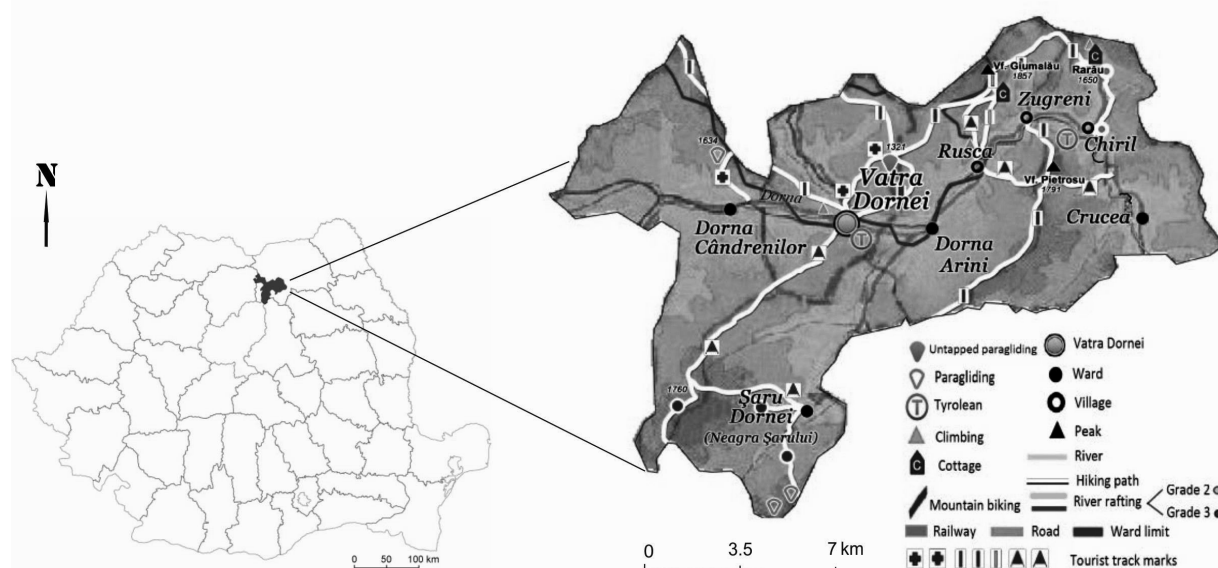 N
0 50 100 km
Vf. Giumalău
1857
Rarău
1650
C
C
Zugreni
T
Chiril
1634
1321
Rusca
Vf. Pietrosu
1791
Vatra
Dornei
Dorna
Crucea
Dorna
Cândrenilor
T
Dorna
Arini
1760
Șaru
Dornei
(Neagra Șarului)
Untapped paragliding
Paragliding
T Tyrolean
Climbing
C Cottage
Mountain biking
Vatra Dornei
Ward
Village
Peak
River
Hiking path
River rafting
Grade 2
Grade 3
Railway Road Ward limit
Tourist track marks
0 3.5 7 km